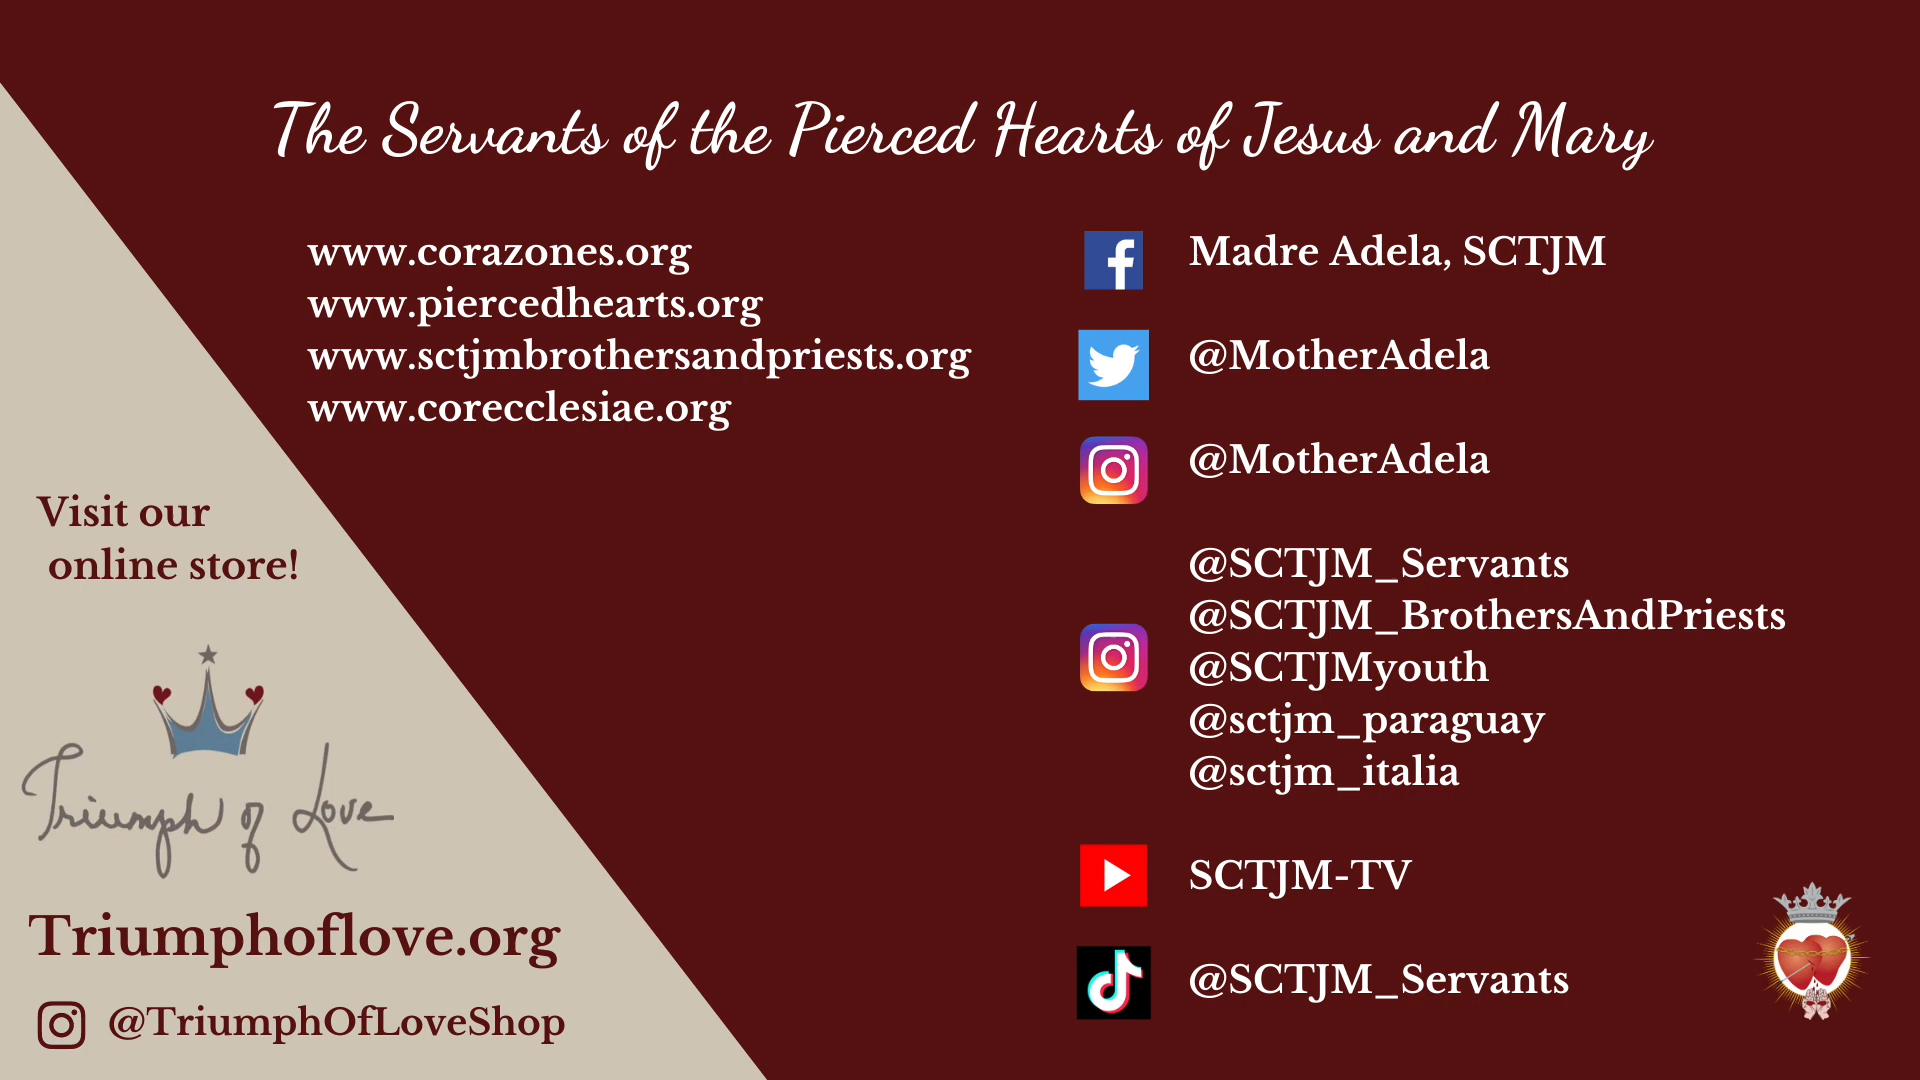 The Servants of the Pierced Hearts of Jesus and Mary
www.corazones.org
www.piercedhearts.org
www.sctjmbrothersandpriests.org
www.corecclesiae.org
Madre Adela, SCTJM
@MotherAdela
@MotherAdela
@SCTJM_Servants
@SCTJM_BrothersAndPriests
@SCTJMyouth
@sctjm_paraguay
@sctjm_italia
SCTJM-TV
@SCTJM_Servants
Visit our
online store!
Triumph of Love
Triumphoflove.org
@TriumphOfLoveShop